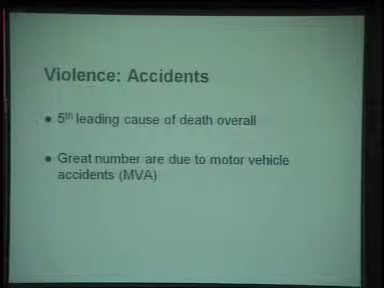 Violence: Accidents
● 5th leading cause of death overall
● Great number are due to motor vehicle
accidents (MVA)